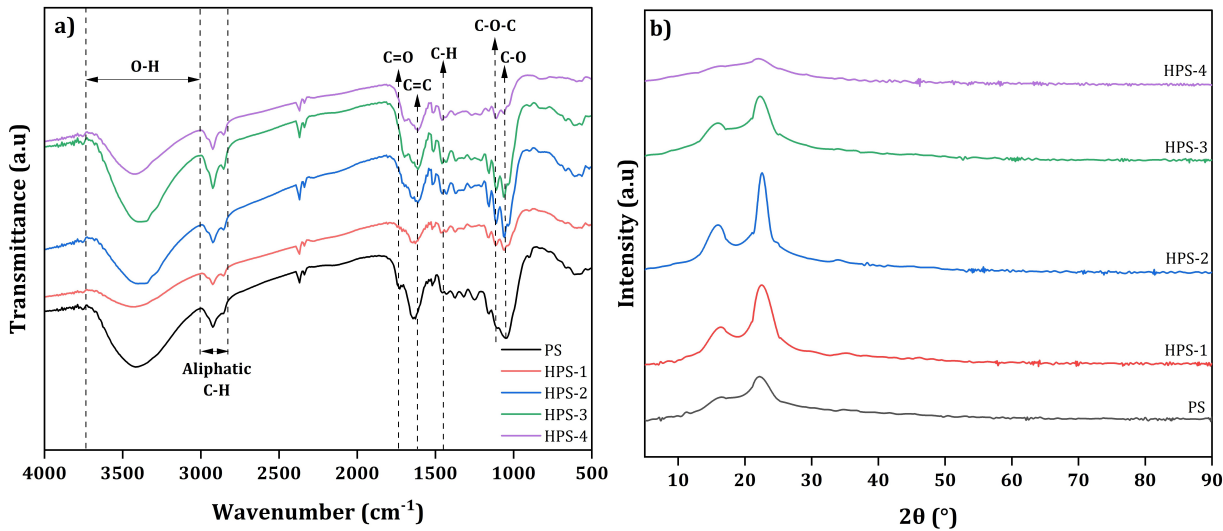 a)
O-H
C=O
C=C
C-H
C-O-C
C-O
Aliphatic
C-H
PS
HPS-1
HPS-2
HPS-3
HPS-4
Transmittance (a.u)
4000 3500 3000 2500 2000 1500 1000 500
Wavenumber (cm⁻¹)
b)
HPS-4
HPS-3
HPS-2
HPS-1
PS
Intensity (a.u)
10 20 30 40 50 60 70 80 90
2θ (°)